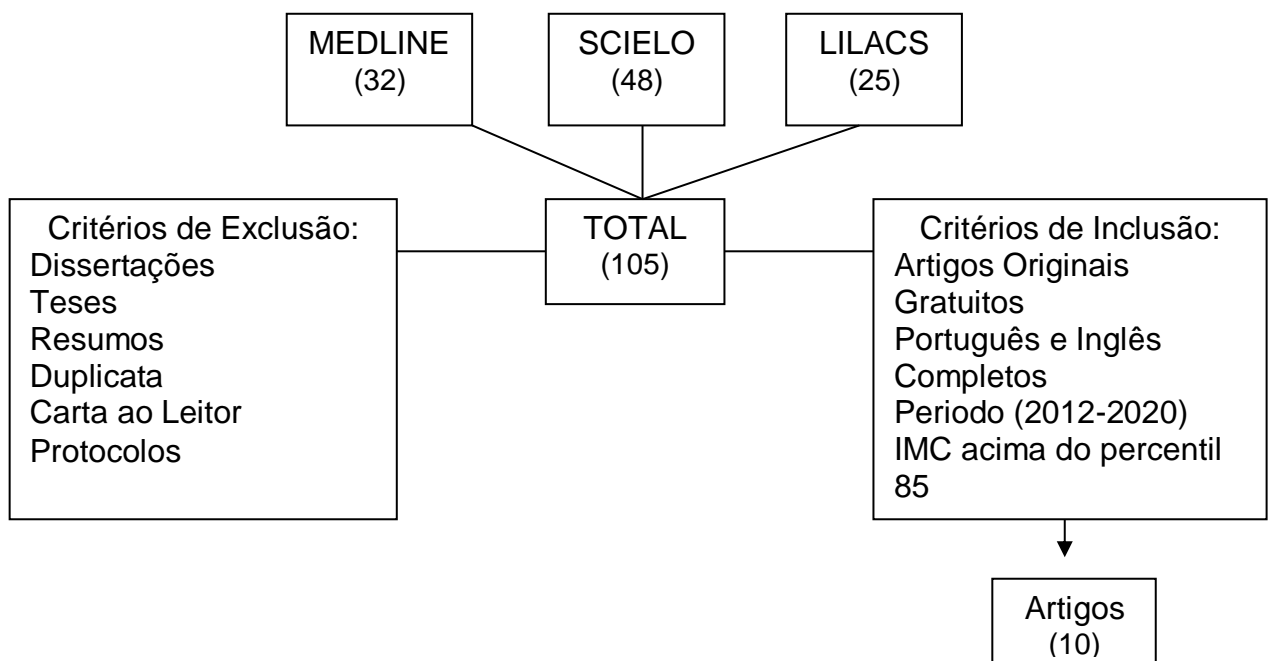 MEDLINE
(32)
SCIELO
(48)
LILACS
(25)
Critérios de Exclusão:
Dissertações
Teses
Resumos
Duplicata
Carta ao Leitor
Protocolos
TOTAL
(105)
Critérios de Inclusão:
Artigos Originais
Gratuitos
Português e Inglês
Completos
Periodo (2012-2020)
IMC acima do percentil
85
Artigos
(10)